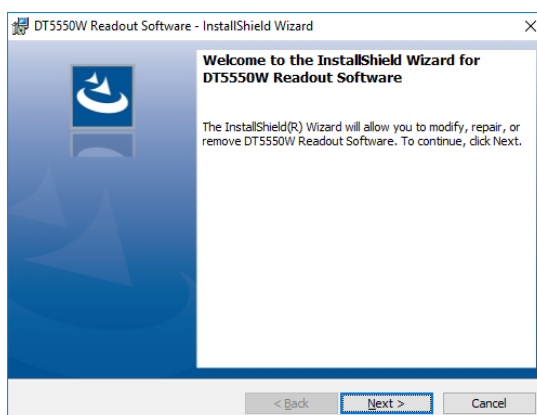 DT5550W Readout Software - InstallShield Wizard
Welcome to the InstallShield Wizard for
DT5550W Readout Software
The InstallShield(R) Wizard will allow you to modify, repair, or
remove DT5550W Readout Software. To continue, click Next.
< Back Next > Cancel